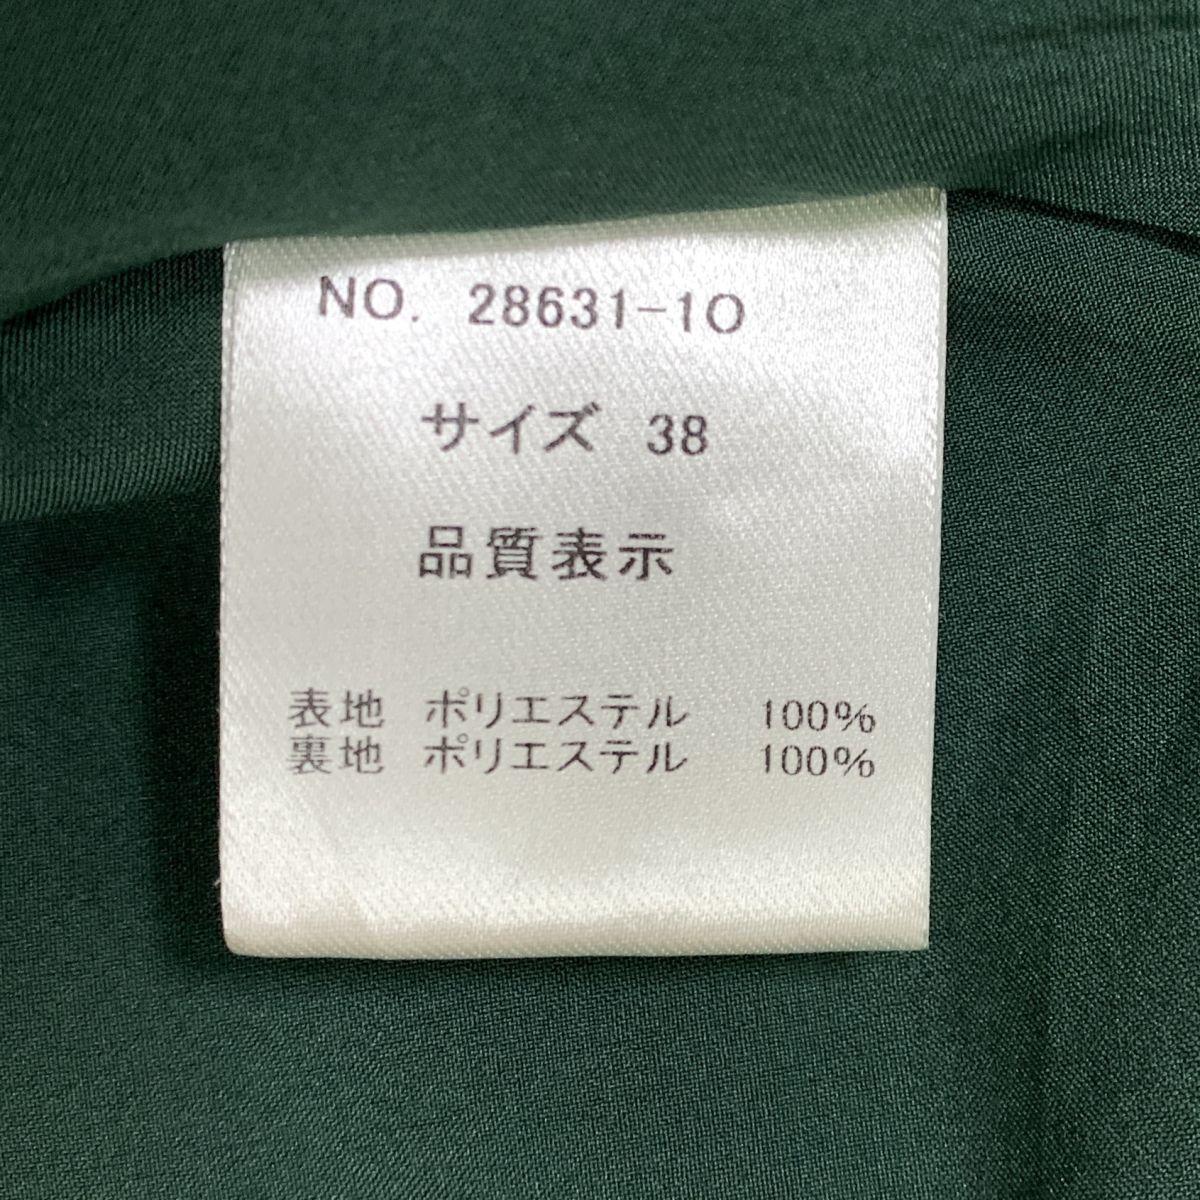 NO. 28631-10
サイズ 38
品質表示
表地 ポリエステル 100%
裏地 ポリエステル 100%